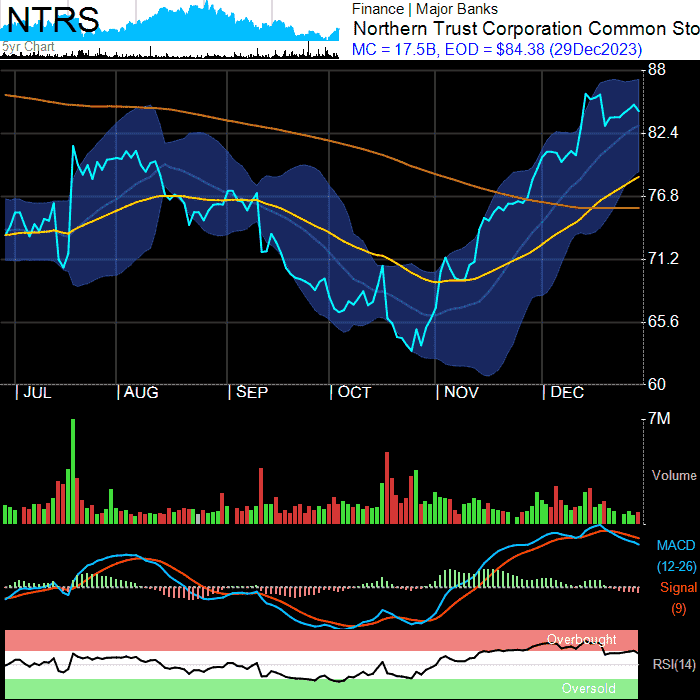 NTRS
5yr Chart
Finance | Major Banks
Northern Trust Corporation Common Sto
MC = 17.5B, EOD = $84.38 (29Dec2023)
88
82.4
76.8
71.2
65.6
60
JUL AUG SEP OCT NOV DEC
7M
Volume
MACD
(12-26)
Signal
(9)
Overbought
RSI(14)
Oversold